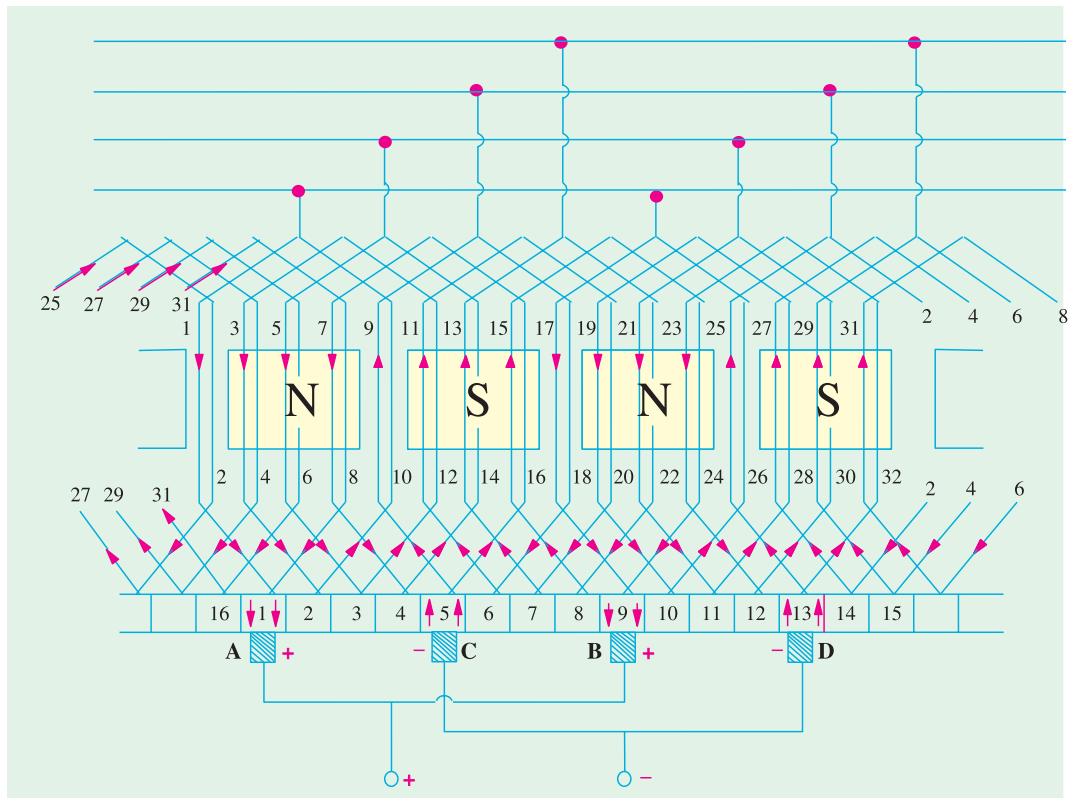 25 27 29 31
1 3 5 7 9 11 13 15 17 19 21 23 25 27 29 31 2 4 6 8
N S N S
2 4 6 8 10 12 14 16 18 20 22 24 26 28 30 32
27 29 31 2 4 6
16 1 2 3 4 5 6 7 8 9 10 11 12 13 14 15
A + − C B + − D
+ −